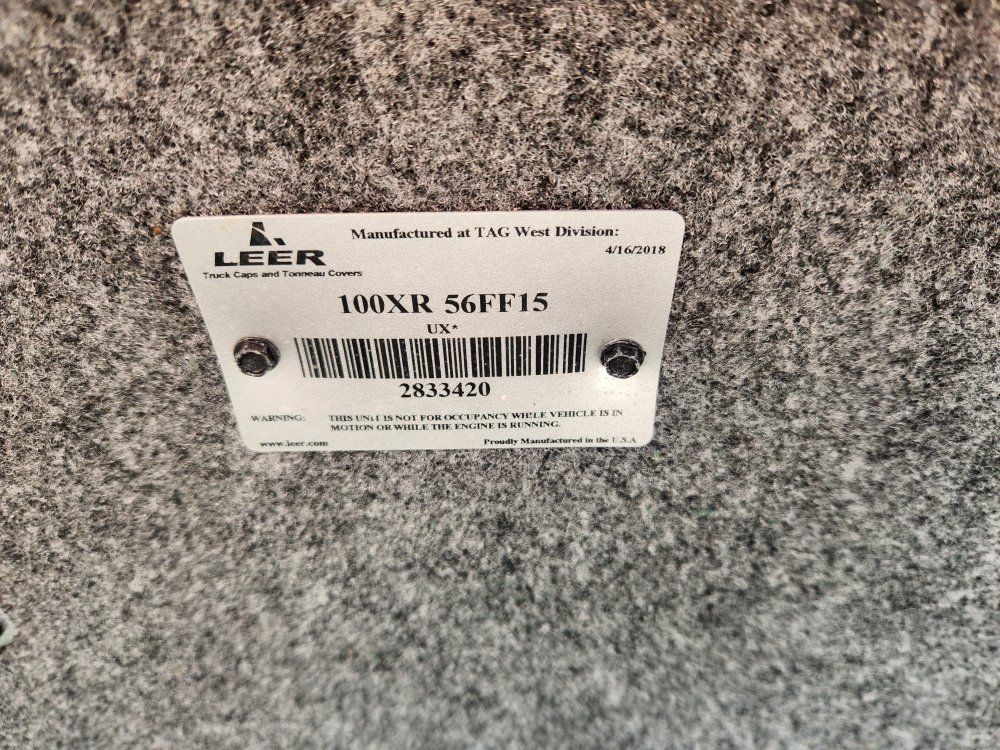 LEER
Truck Caps and Tonneau Covers
Manufactured at TAG West Division:
4/16/2018
100XR 56FF15
UX*
2833420
WARNING: THIS UNIT IS NOT FOR OCCUPANCY WHILE VEHICLE IS IN
MOTION OR WHILE THE ENGINE IS RUNNING.
www.leer.com Proudly Manufactured in the U.S.A